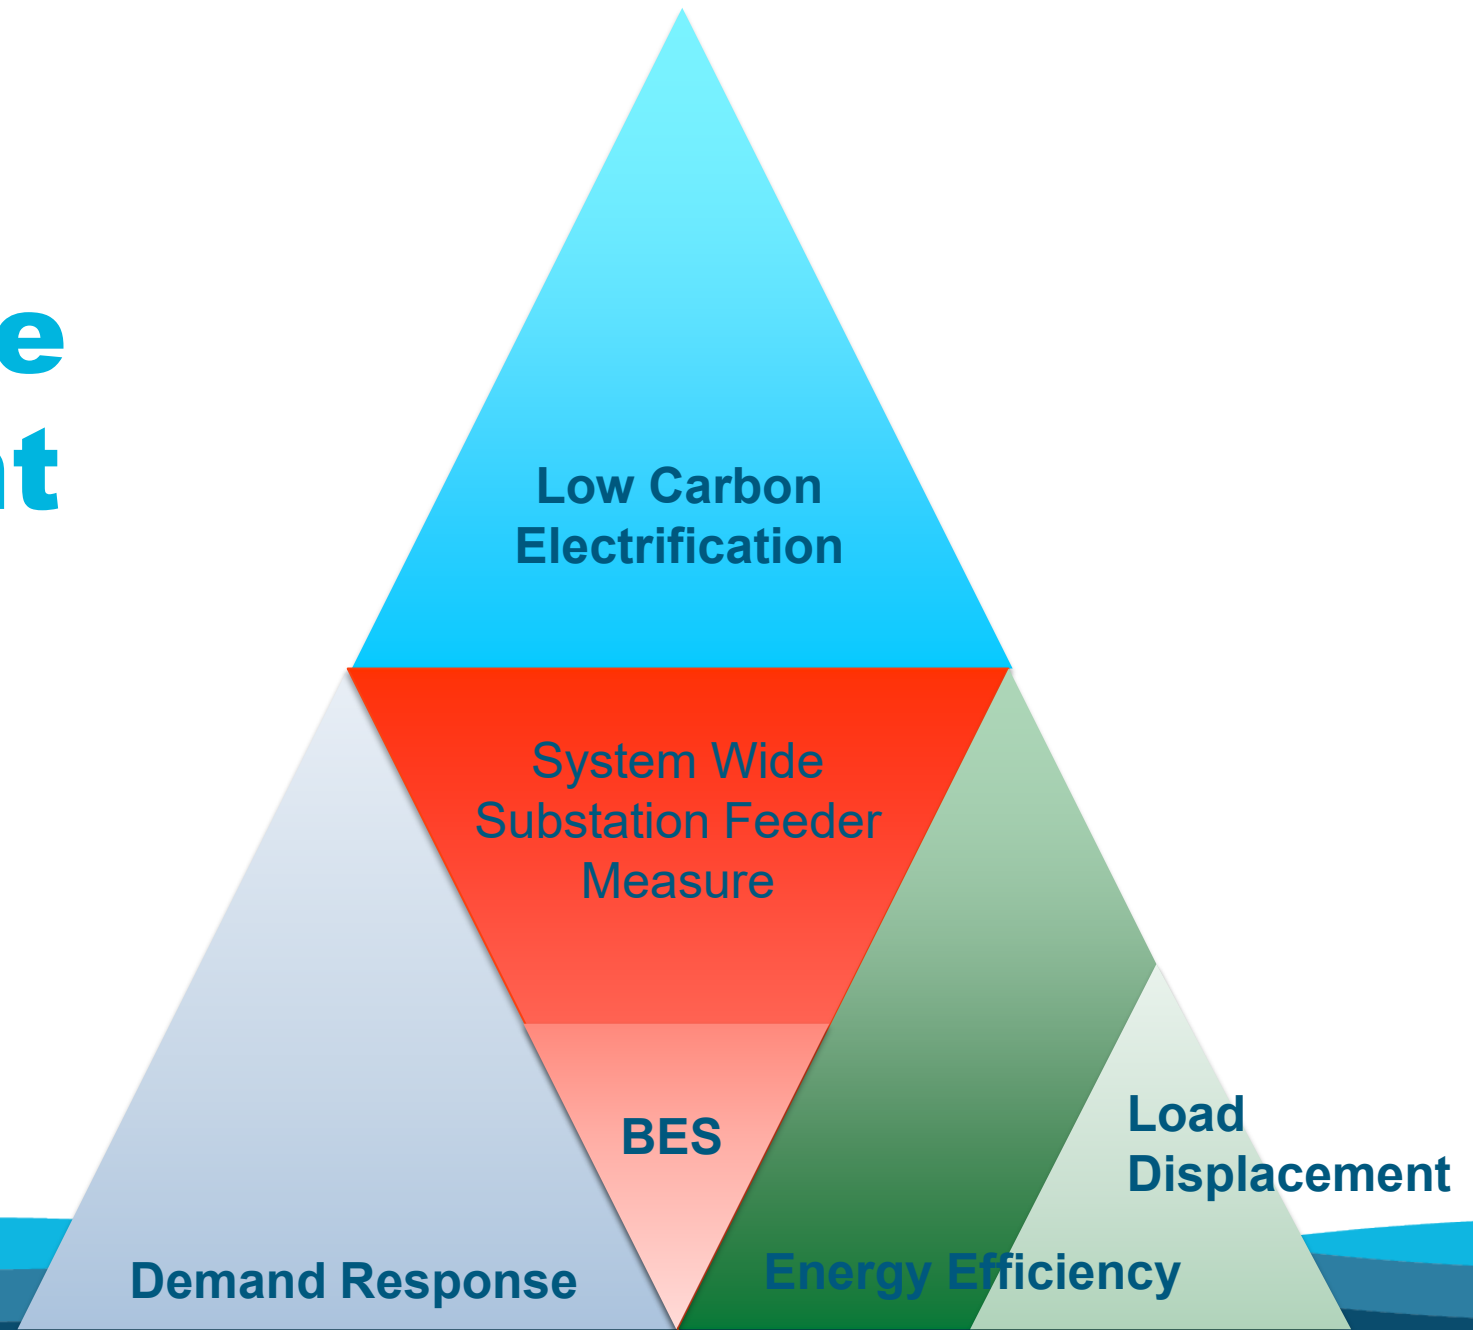 Low Carbon
Electrification
System Wide
Substation Feeder
Measure
BES
Load
Displacement
Demand Response
Energy Efficiency